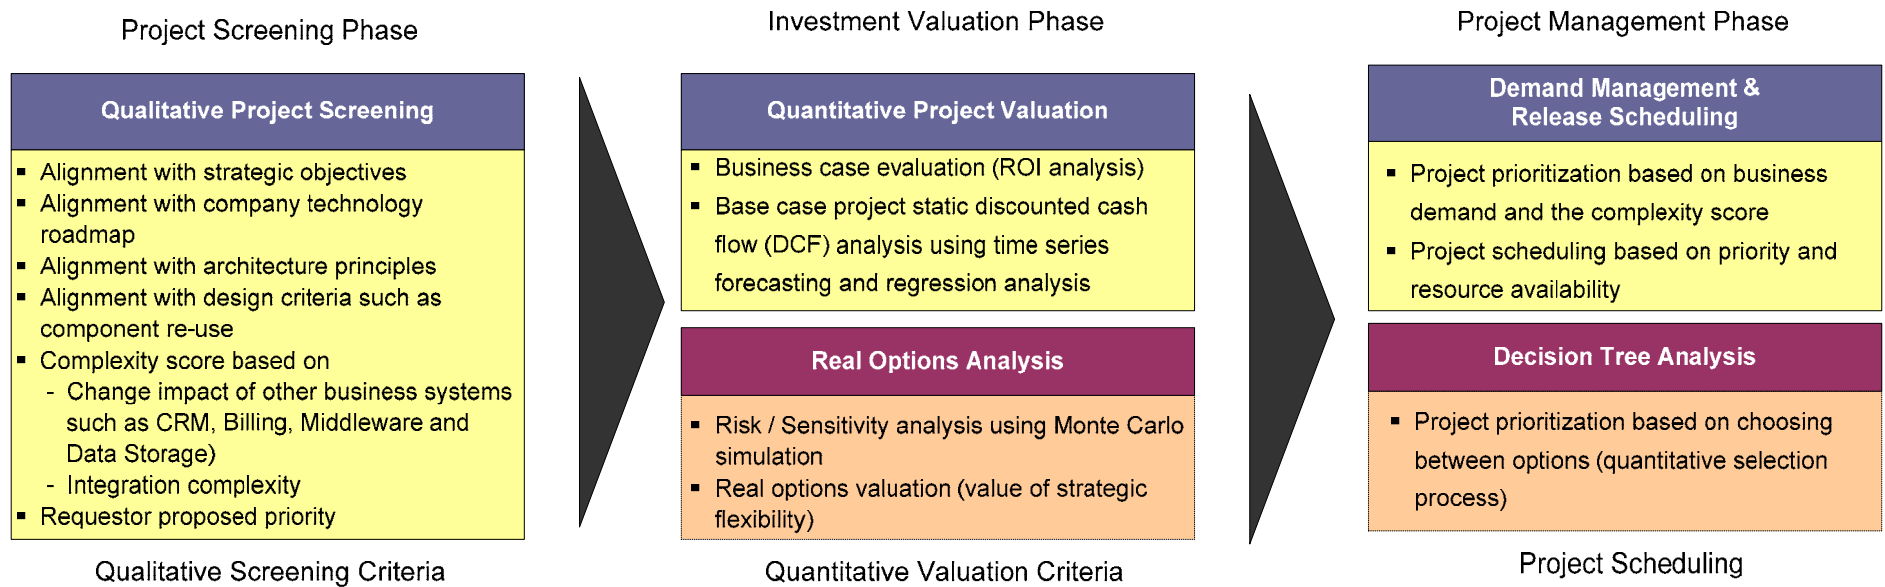 Project Screening Phase
Qualitative Project Screening
▪ Alignment with strategic objectives
▪ Alignment with company technology
roadmap
▪ Alignment with architecture principles
▪ Alignment with design criteria such as
component re-use
▪ Complexity score based on
- Change impact of other business systems
such as CRM, Billing, Middleware and
Data Storage)
- Integration complexity
▪ Requestor proposed priority
Qualitative Screening Criteria
Investment Valuation Phase
Quantitative Project Valuation
▪ Business case evaluation (ROI analysis)
▪ Base case project static discounted cash
flow (DCF) analysis using time series
forecasting and regression analysis
Real Options Analysis
▪ Risk / Sensitivity analysis using Monte Carlo
simulation
▪ Real options valuation (value of strategic
flexibility)
Quantitative Valuation Criteria
Project Management Phase
Demand Management &
Release Scheduling
▪ Project prioritization based on business
demand and the complexity score
▪ Project scheduling based on priority and
resource availability
Decision Tree Analysis
▪ Project prioritization based on choosing
between options (quantitative selection
process)
Project Scheduling